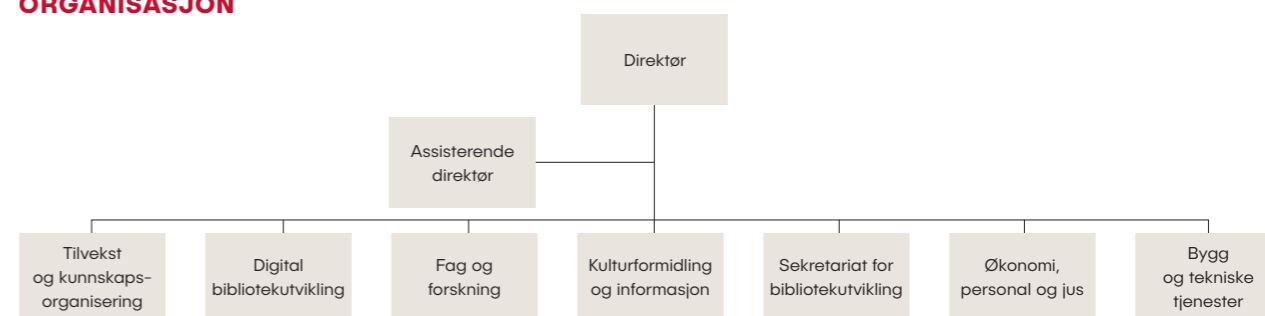 ORGANISASJON
Direktør
Assisterende
direktør
Tilvekst
og kunnskaps-
organisering
Digital
bibliotekutvikling
Fag og
forskning
Kulturformidling
og informasjon
Sekretariat for
bibliotekutvikling
Økonomi,
personal og jus
Bygg
og tekniske
tjenester